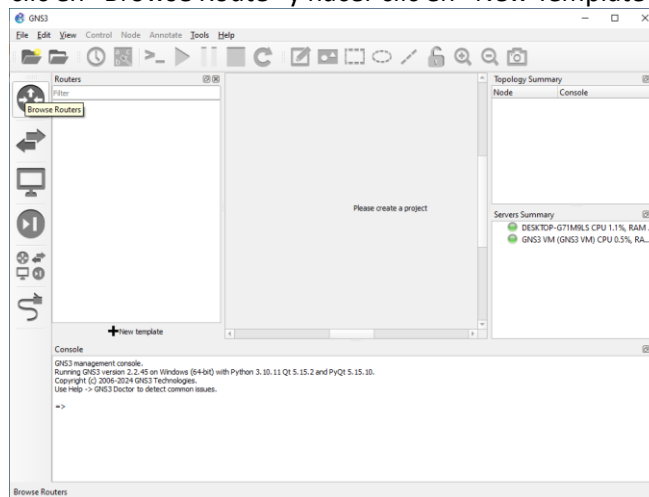 clic en "Browse Route" y hacer clic en "New Template"
GNS3
File Edit View Control Node Annotate Tools Help
Routers
Filter
Browse Routers
New template
Please create a project
Topology Summary
Node Console
Servers Summary
DESKTOP-G71M9LS CPU 1.1%, RAM .
GNS3 VM (GNS3 VM) CPU 0.5%, RA...
Console
GNS3 management console.
Running GNS3 version 2.2.45 on Windows (64-bit) with Python 3.10.11 Qt 5.15.2 and PyQt 5.15.10.
Copyright (c) 2006-2024 GNS3 Technologies.
Use Help -> GNS3 Doctor to detect common issues.
=>
Browse Routers